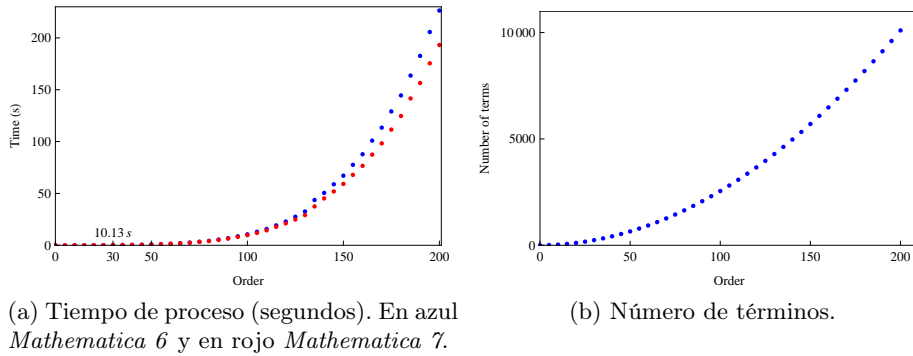 200
150
100
50
0
Time (s)
10.13 s
0
30
50
100
150
200
Order
10 000
5000
0
Number of terms
0
50
100
150
200
Order
(a) Tiempo de proceso (segundos). En azul
Mathematica 6 y en rojo Mathematica 7.
(b) Número de términos.